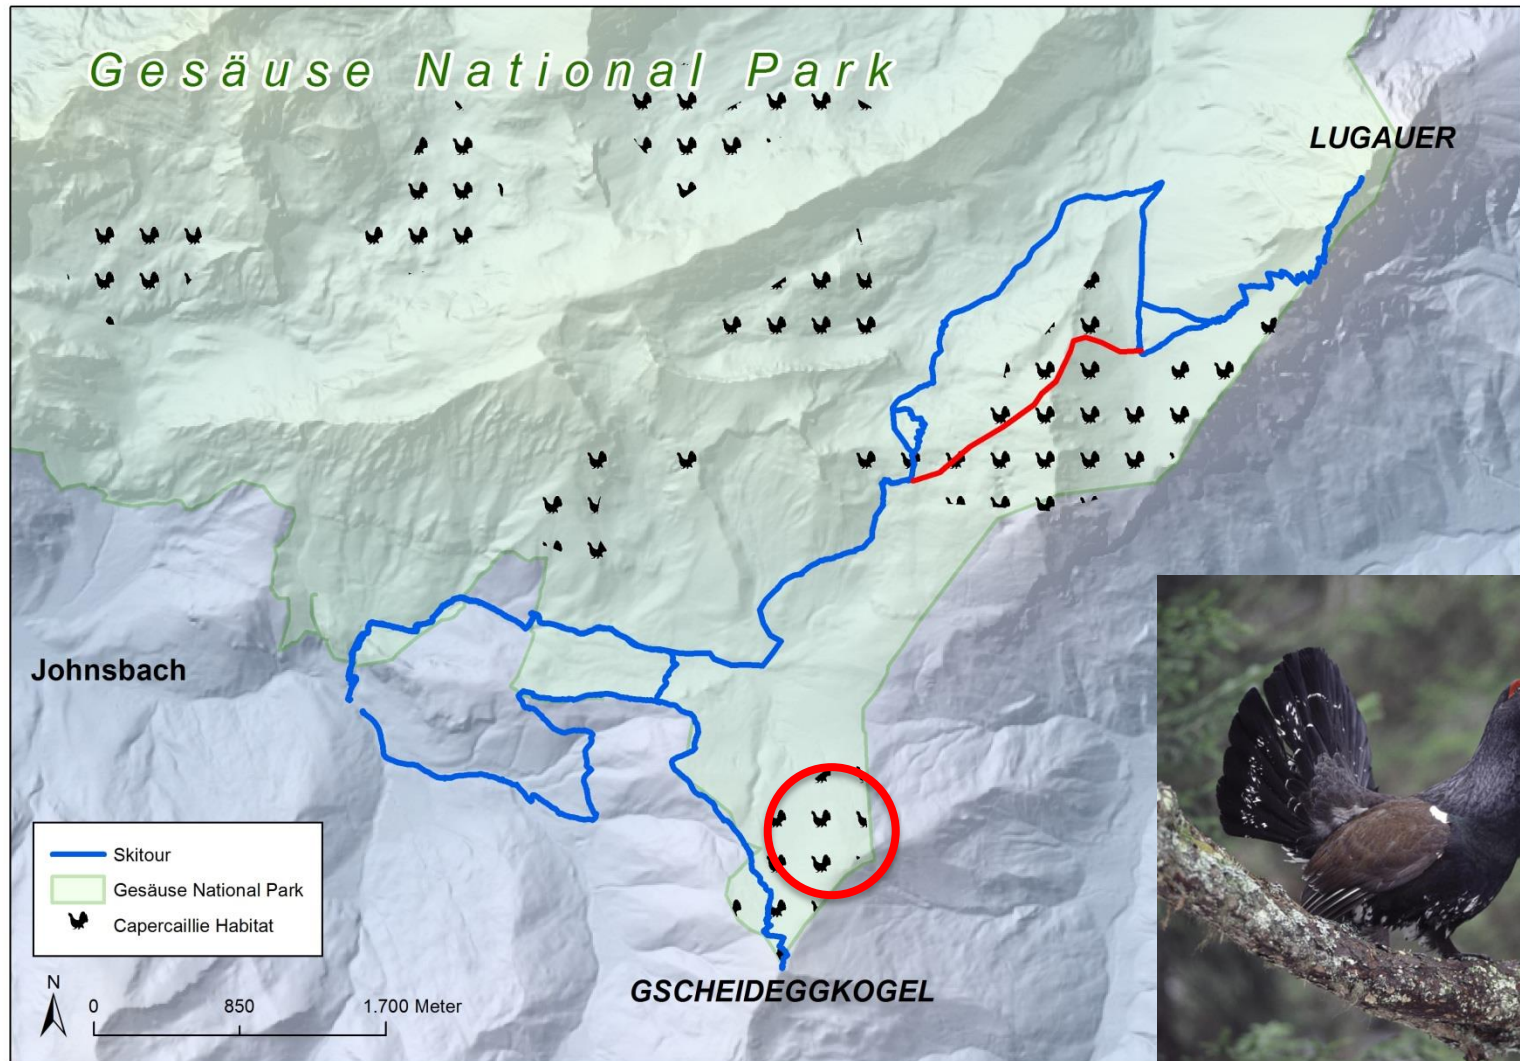 Gesäuse National Park
LUGAUER
Johnsbach
Skitour
Gesäuse National Park
Capercaillie Habitat
GSCHEIDEGGKOGEL
N
0 850 1.700 Meter